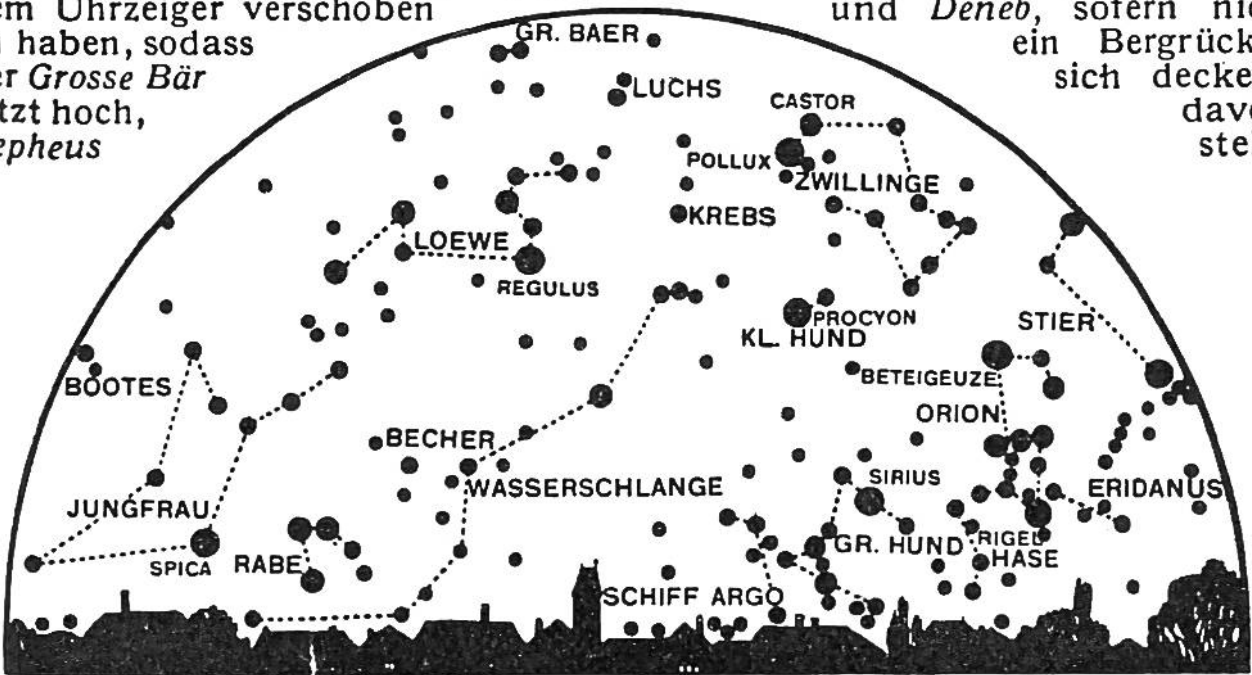 em Uhrzeiger verschoben
haben, sodass
er Grosse Bär
tzt hoch,
epheus
und Deneb, sofern nic
ein Bergrück
sich decke
dav
ste
GR. BAER
LUCHS
CASTOR
POLLUX
ZWILLINGE
KREBS
LOEWE
REGULUS
PROCYON
KL. HUND
STIER
BOOTES
BETEIGEUZE
ORION
BECHER
WASSERSCHLANGE
SIRIUS
ERIDANUS
JUNGFRAU
SPICA
RABE
GR. HUND
RIGEL
HASE
SCHIFF ARGO